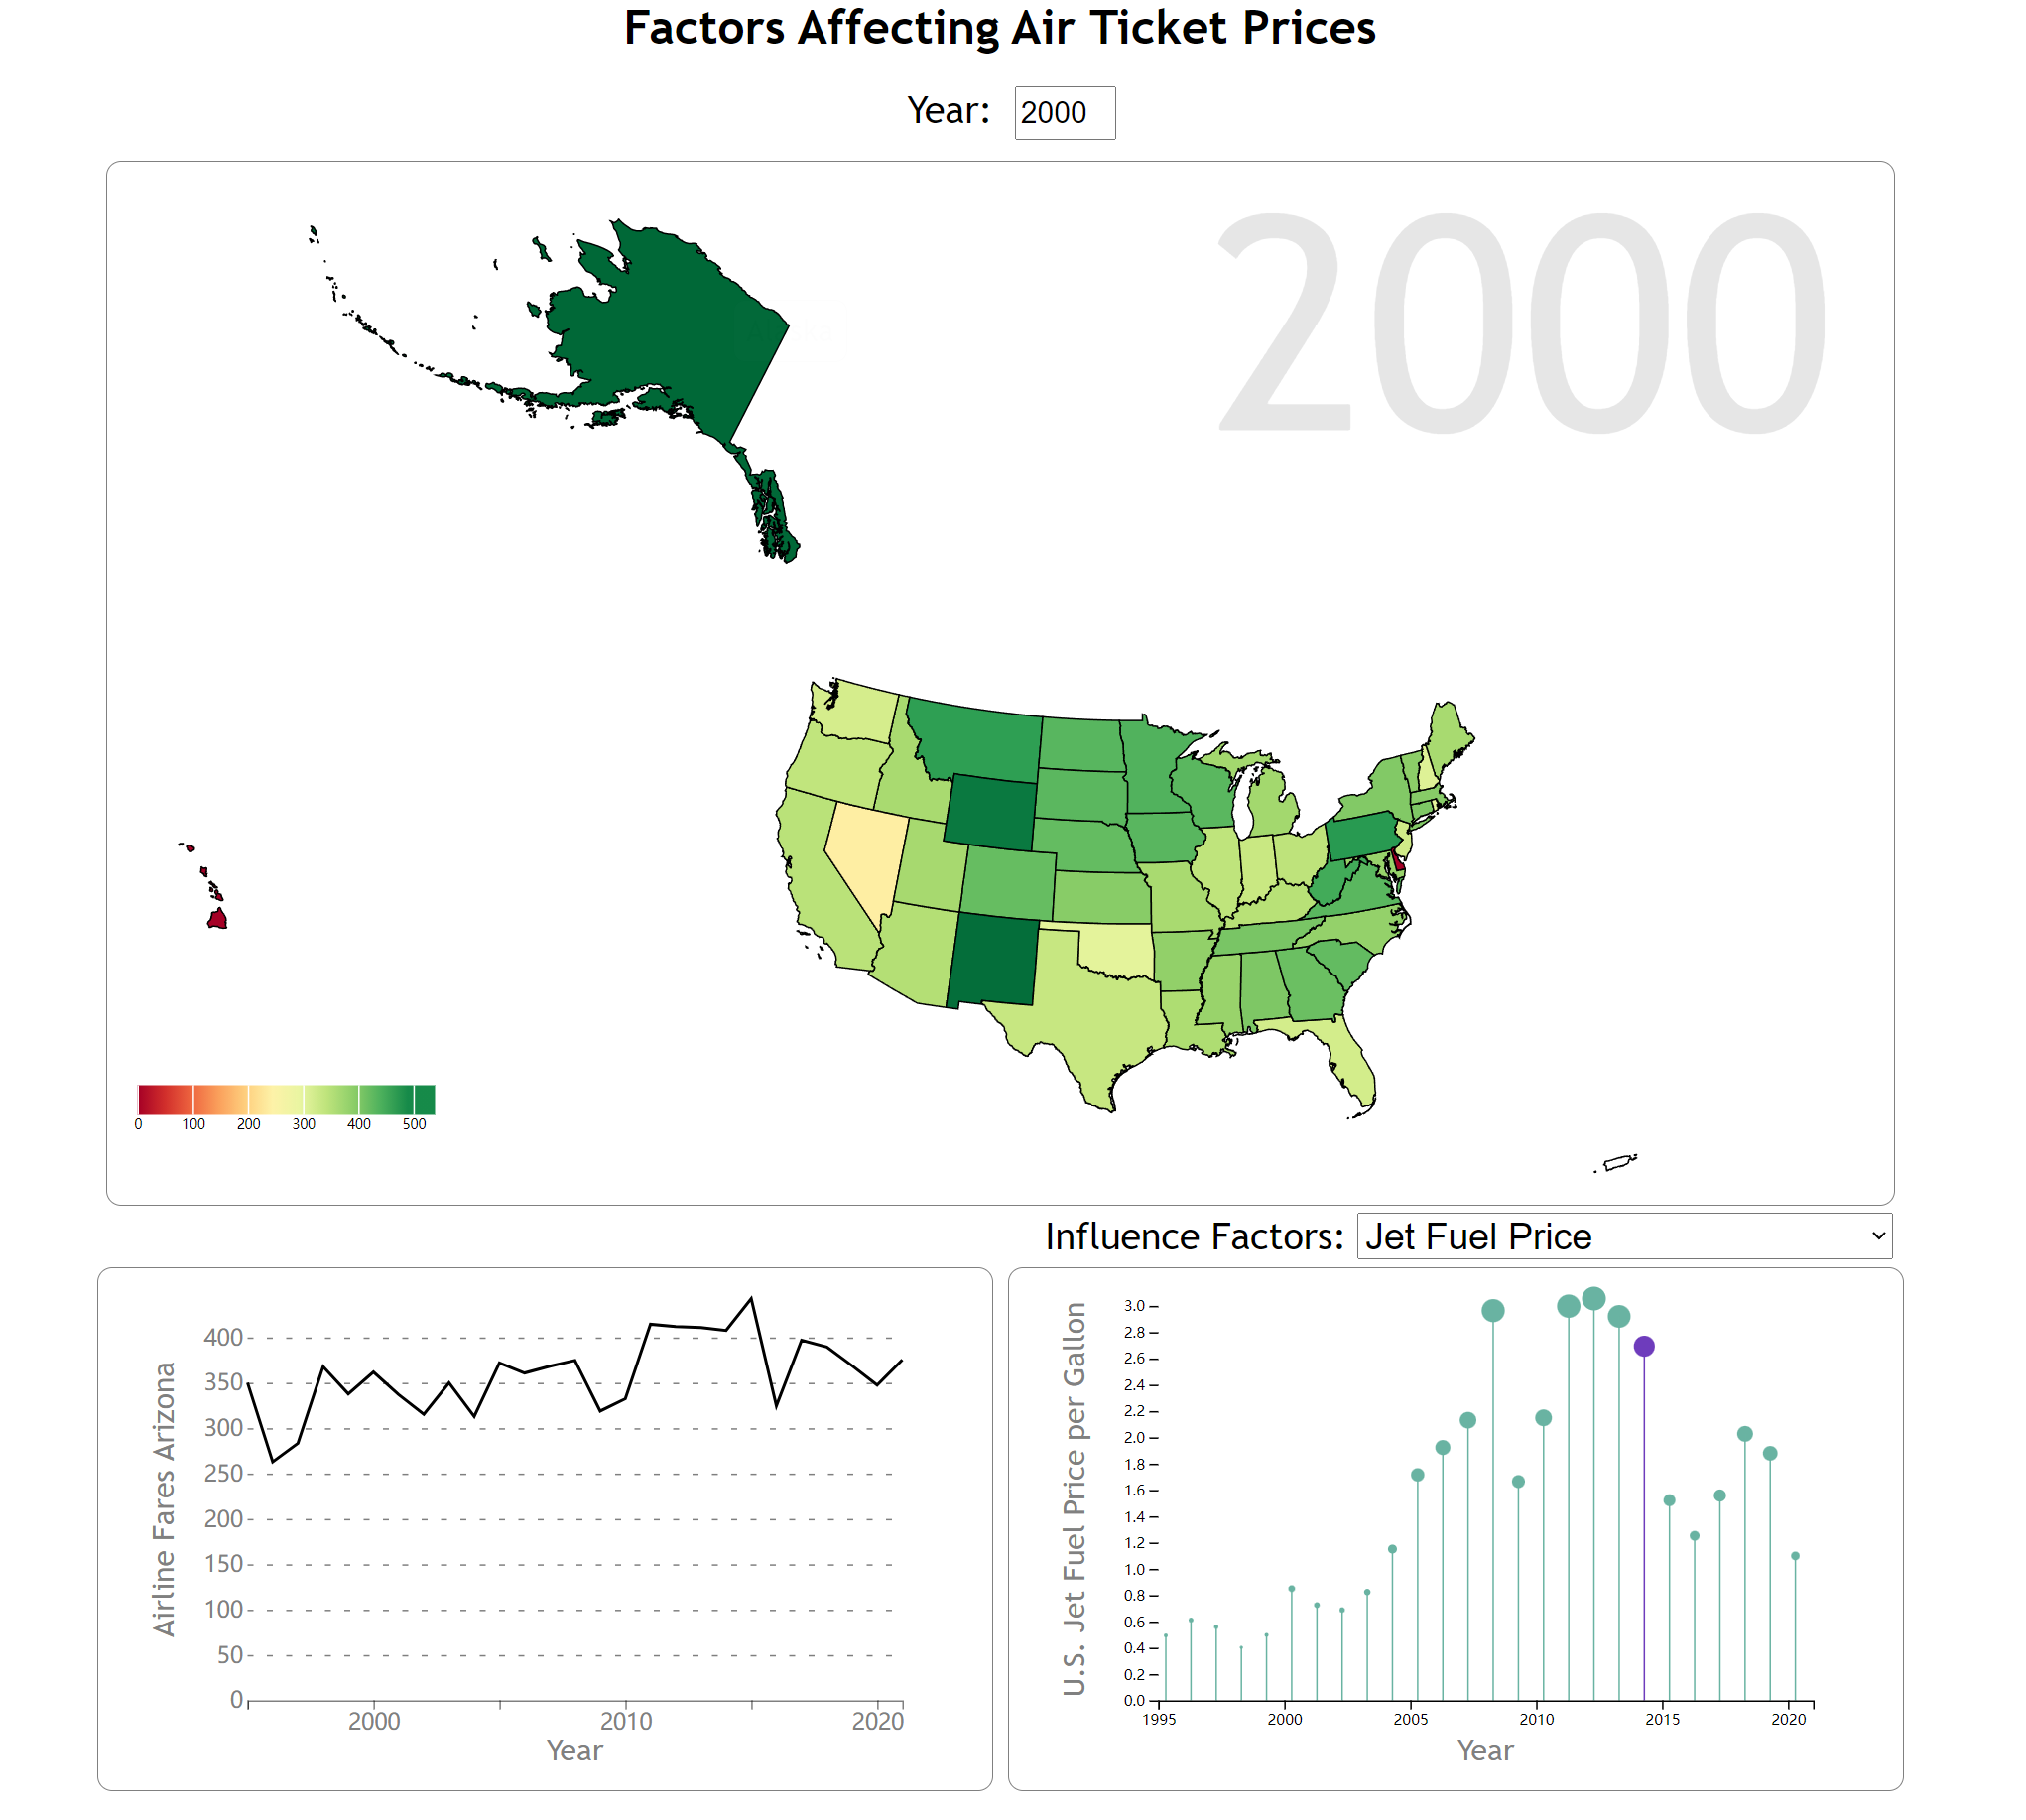 Factors Affecting Air Ticket Prices
Year: 2000
2000
0 100 200 300 400 500
Influence Factors: Jet Fuel Price
Airline Fares Arizona
400
350
300
250
200
150
100
50
0
2000 2010 2020
Year
U.S. Jet Fuel Price per Gallon
3.0
2.8
2.6
2.4
2.2
2.0
1.8
1.6
1.4
1.2
1.0
0.8
0.6
0.4
0.2
0.0
1995 2000 2005 2010 2015 2020
Year